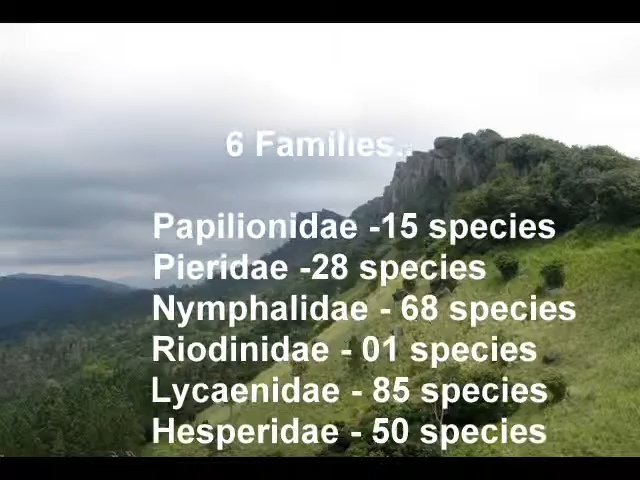 6 Families..
Papilionidae -15 species
Pieridae -28 species
Nymphalidae - 68 species
Riodinidae - 01 species
Lycaenidae - 85 species
Hesperidae - 50 species